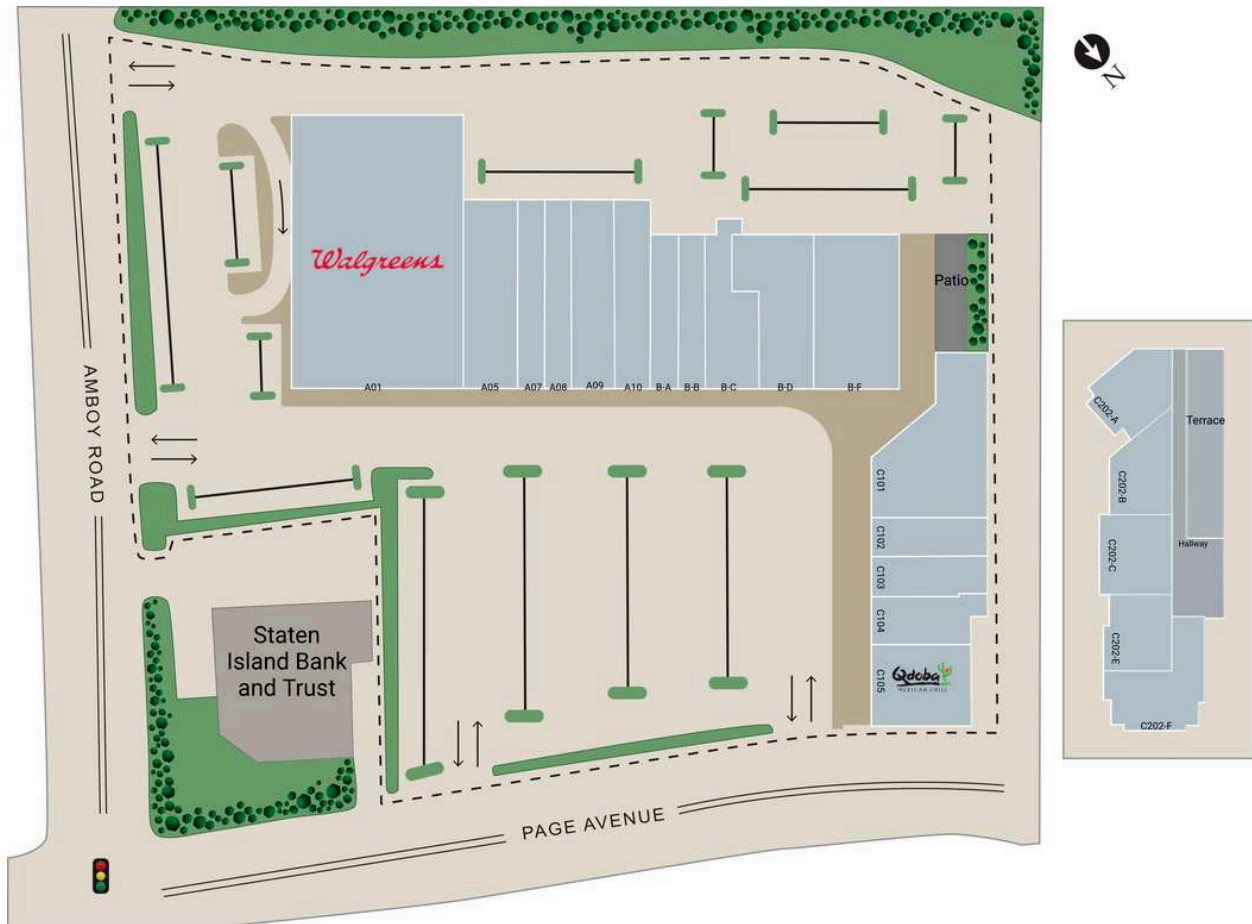 N
Walgreens
A01
A05
A07
A08
A09
A10
B-A
B-B
B-C
B-D
B-F
Patio
C101
C102
C103
C104
C105
Qdoba
MEXICAN GRILL
AMBOY ROAD
Staten
Island Bank
and Trust
PAGE AVENUE
C202-A
Terrace
C202-B
C202-C
Hallway
C202-E
C202-F